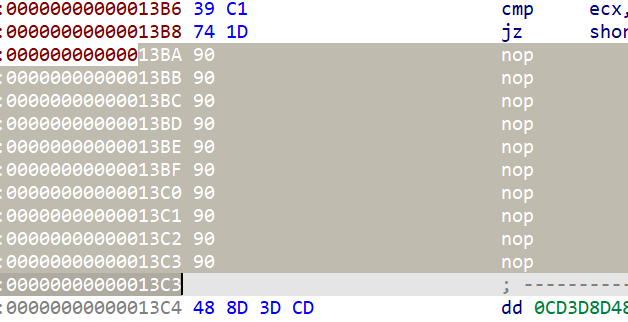 :00000000000013B6 39 C1 cmp ecx,
:00000000000013B8 74 1D jz shor
:00000000000013BA 90 nop
:00000000000013BB 90 nop
:00000000000013BC 90 nop
:00000000000013BD 90 nop
:00000000000013BE 90 nop
:00000000000013BF 90 nop
:00000000000013C0 90 nop
:00000000000013C1 90 nop
:00000000000013C2 90 nop
:00000000000013C3 90 nop
:00000000000013C3 ; -----------
:00000000000013C4 48 8D 3D CD dd 0CD3D8D48